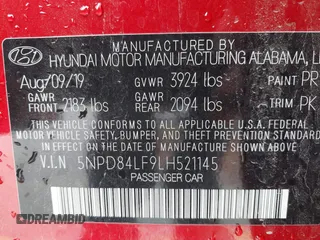 MANUFACTURED BY
HYUNDAI MOTOR MANUFACTURING ALABAMA, LL
Aug/09/19 GVWR 3924 lbs PAINT PR
GAWR FRONT 2183 lbs GAWR REAR 2094 lbs TRIM PK
THIS VEHICLE CONFORMS TO ALL APPLICABLE U.S. FEDERAL
MOTOR VEHICLE SAFETY, BUMPER, AND THEFT PREVENTION STANDARDS
IN EFFECT ON THE DATE OF MANUFACTURE SHOWN ABOVE.
V.I.N 5NPD84LF9LH521145
PASSENGER CAR
DREAMBID